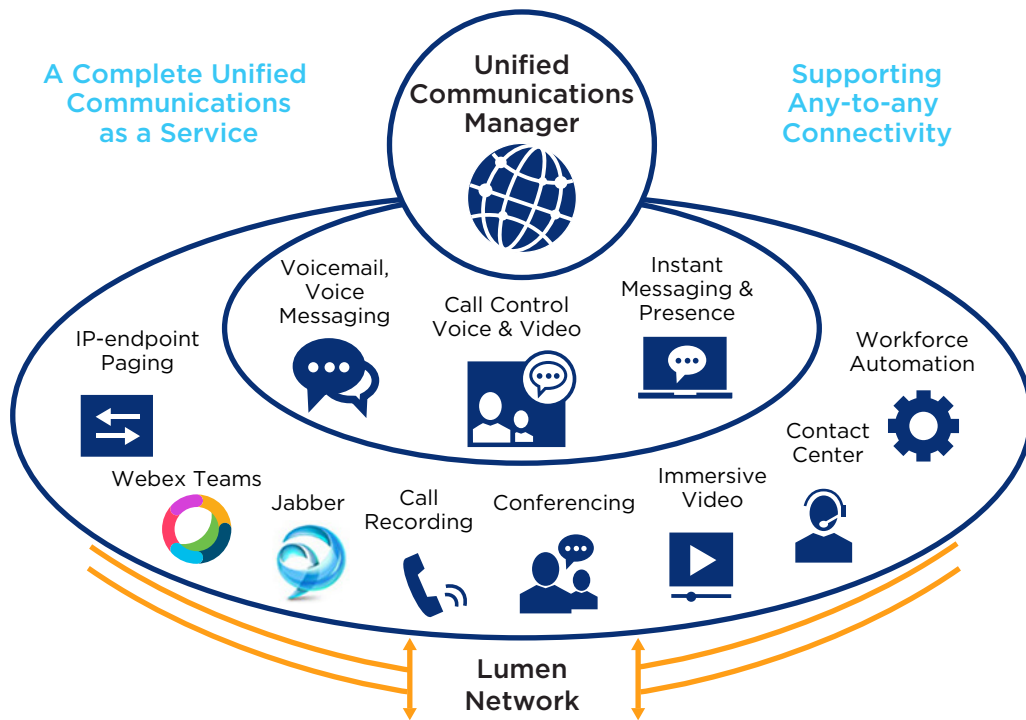 A Complete Unified
Communications
as a Service
Unified
Communications
Manager
Supporting
Any-to-any
Connectivity
Voicemail,
Voice
Messaging
Call Control
Voice & Video
Instant
Messaging &
Presence
IP-endpoint
Paging
Workforce
Automation
Webex Teams
Jabber
Call
Recording
Conferencing
Immersive
Video
Contact
Center
Lumen
Network